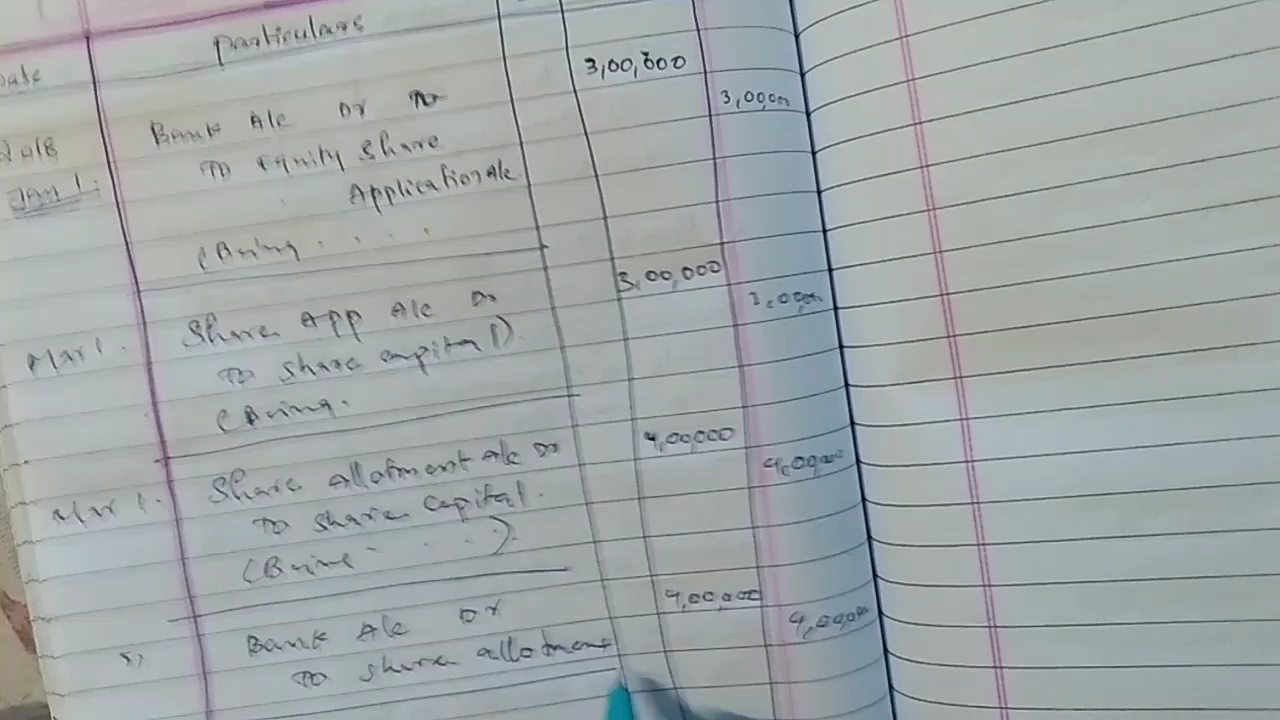 Date Particulars
3,00,000
2018 Bank A/c Dr To 3,00,000
Jan 1. To Equity Share
Application A/c
(Being . . . .
3,00,000
Mar 1. Share App A/c Dr 3,00,000
To share capital).
(Being.
Mar 1. Share allotment A/c Dr 4,00,000
To share capital. 4,00,000
(Being . . . ).
Bank A/c Dr 4,00,000
To share allotment 4,00,000